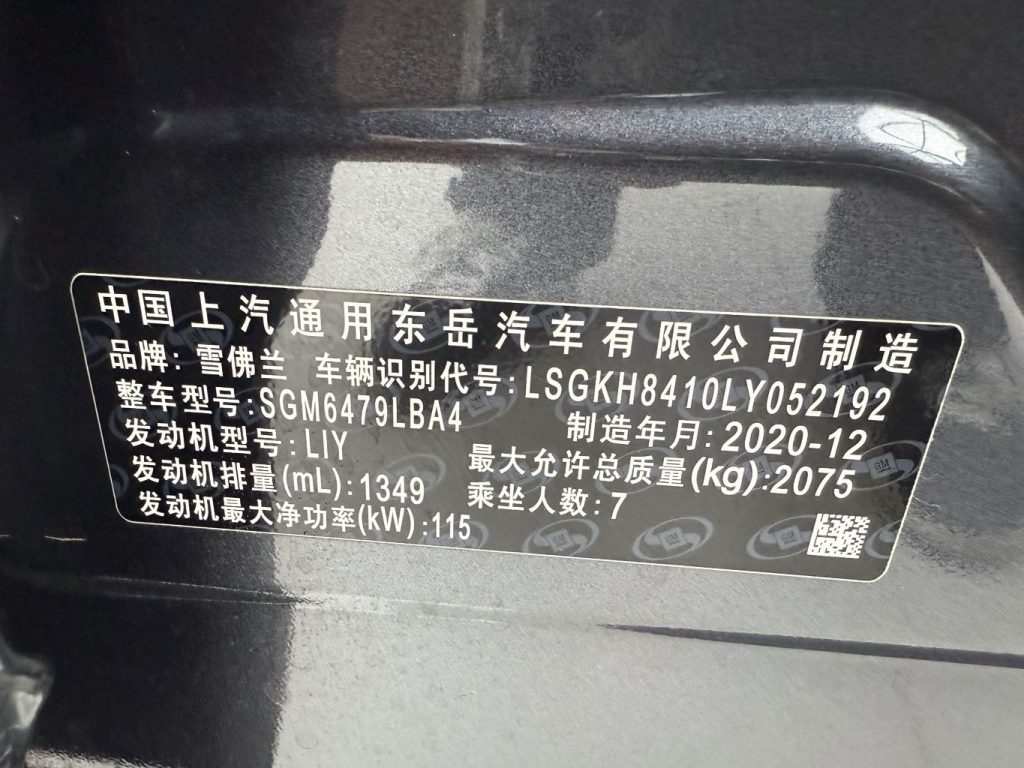 中国上汽通用东岳汽车有限公司制造
品牌: 雪佛兰 车辆识别代号: LSGKH8410LY052192
整车型号: SGM6479LBA4 制造年月: 2020-12
发动机型号: LIY 最大允许总质量(kg): 2075
发动机排量(mL): 1349 乘坐人数: 7
发动机最大净功率(kW): 115